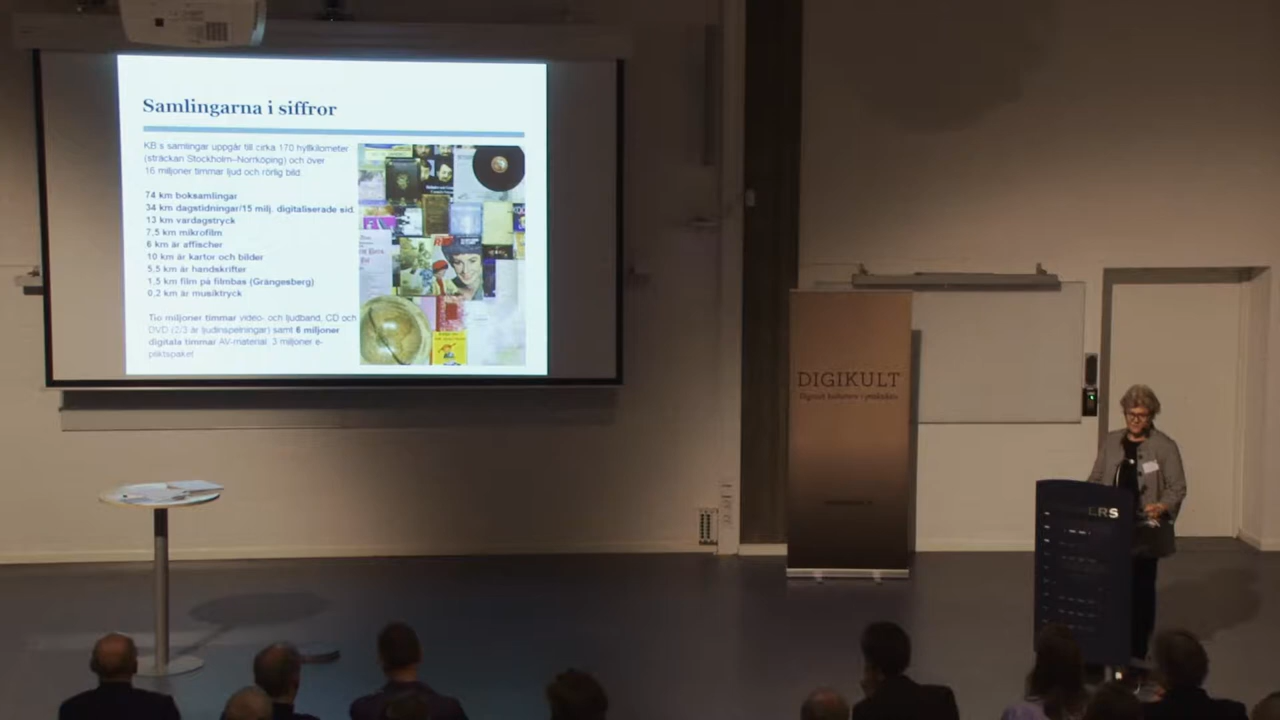 Samlingarna i siffror
KB:s samlingar uppgår till cirka 170 hyllkilometer
(sträckan Stockholm–Norrköping) och över
16 miljoner timmar ljud och rörlig bild.
74 km boksamlingar
34 km dagstidningar/15 milj. digitaliserade sid.
13 km vardagstryck
7,5 km mikrofilm
6 km är affischer
10 km är kartor och bilder
5,5 km är handskrifter
1,5 km film på filmbas (Grängesberg)
0,2 km är musiktryck
Tio miljoner timmar video- och ljudband, CD och
DVD (2/3 är ljudinspelningar) samt 6 miljoner
digitala timmar AV-material. 3 miljoner e-
pliktspaket
DIGIKULT
Digitalt kulturarv i praktiken
ERS